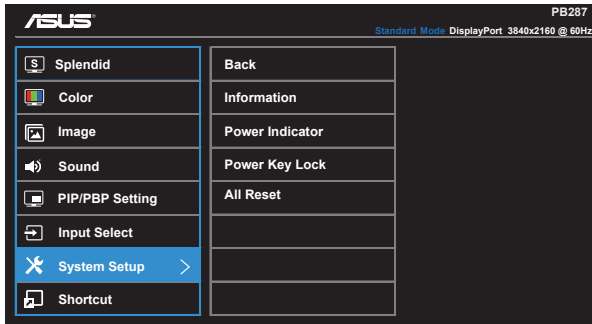 ASUS
PB287
Standard Mode DisplayPort 3840x2160 @ 60Hz
S Splendid
Color
Image
Sound
PIP/PBP Setting
Input Select
System Setup
Shortcut
Back
Information
Power Indicator
Power Key Lock
All Reset